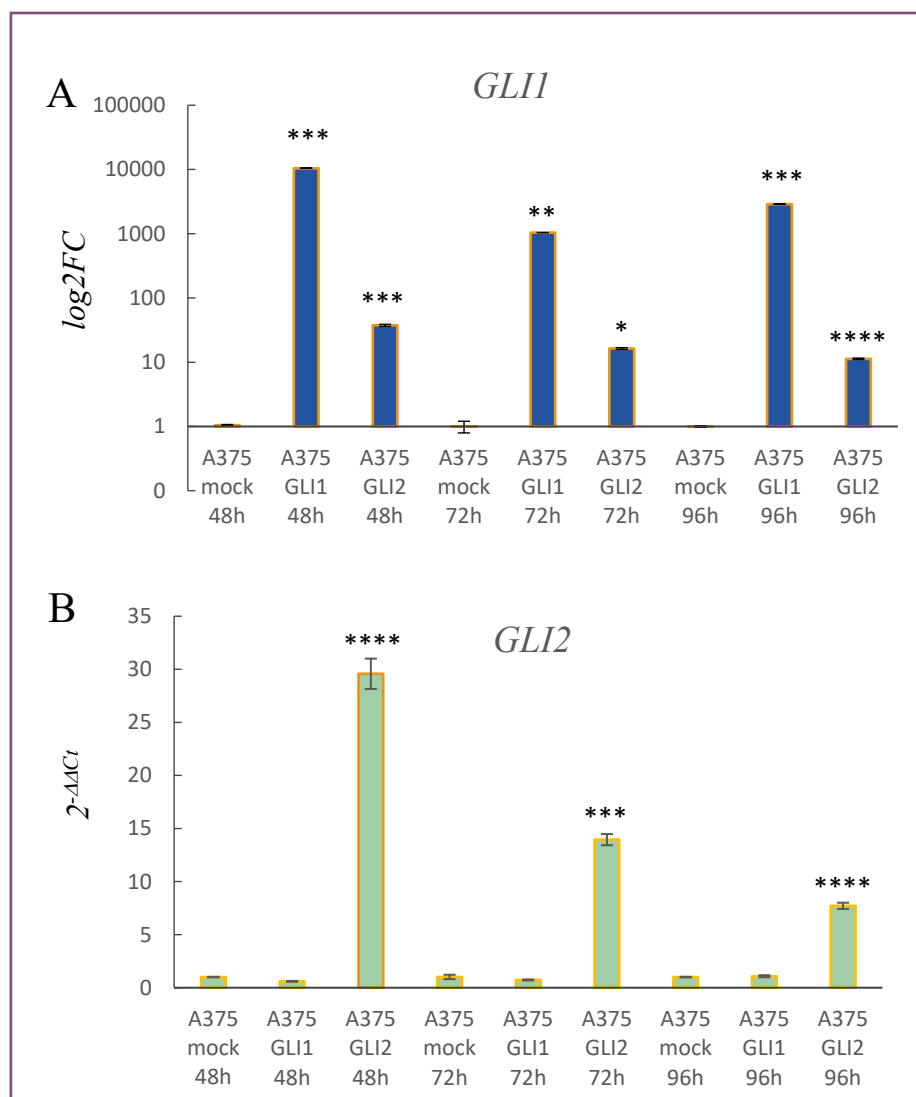 A
GLI1
100000
10000
1000
100
10
1
0
log2FC
***
***
**
*
***
****
A375 A375 A375 A375 A375 A375 A375 A375 A375
mock GLI1 GLI2 mock GLI1 GLI2 mock GLI1 GLI2
48h 48h 48h 72h 72h 72h 96h 96h 96h
B
GLI2
35
30
25
20
15
10
5
0
2-ΔΔCt
****
***
****
A375 A375 A375 A375 A375 A375 A375 A375 A375
mock GLI1 GLI2 mock GLI1 GLI2 mock GLI1 GLI2
48h 48h 48h 72h 72h 72h 96h 96h 96h